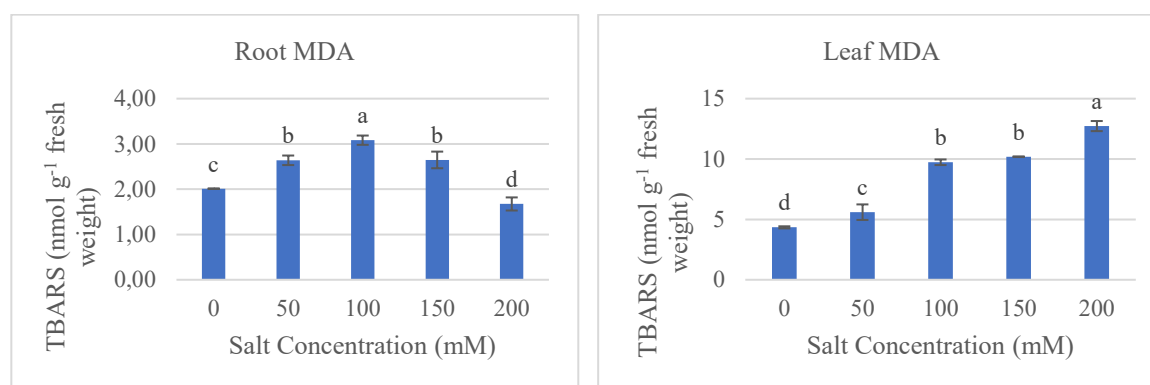 Root MDA
TBARS (nmol g⁻¹ fresh
weight)
4,00
3,00
2,00
1,00
0,00
c
b
a
b
d
0 50 100 150 200
Salt Concentration (mM)
Leaf MDA
TBARS (nmol g⁻¹ fresh
weight)
15
10
5
0
d
c
b
b
a
0 50 100 150 200
Salt Concentration (mM)